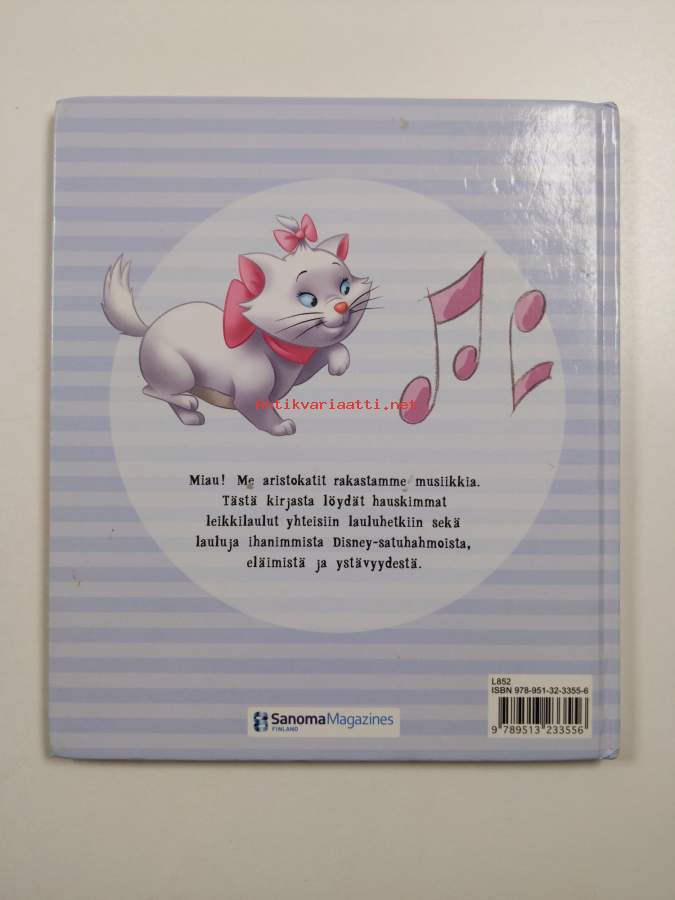 antikvariaatti.net
Miau! Me aristokatit rakastamme musiikkia.
Tästä kirjasta löydät hauskimmat
leikkilaulut yhteisiin lauluhetkiin sekä
lauluja ihanimmista Disney-satuhahmoista,
eläimistä ja ystävyydestä.
L852
ISBN 978-951-32-3355-6
9 789513 233556
SanomaMagazines
FINLAND